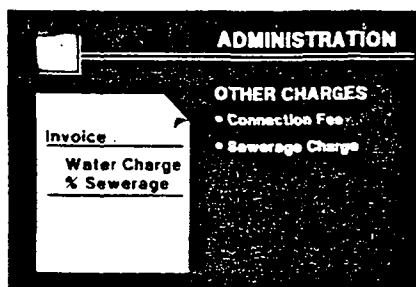 ADMINISTRATION
OTHER CHARGES
• Connection Fee
• Sewerage Charge
Invoice
Water Charge
% Sewerage